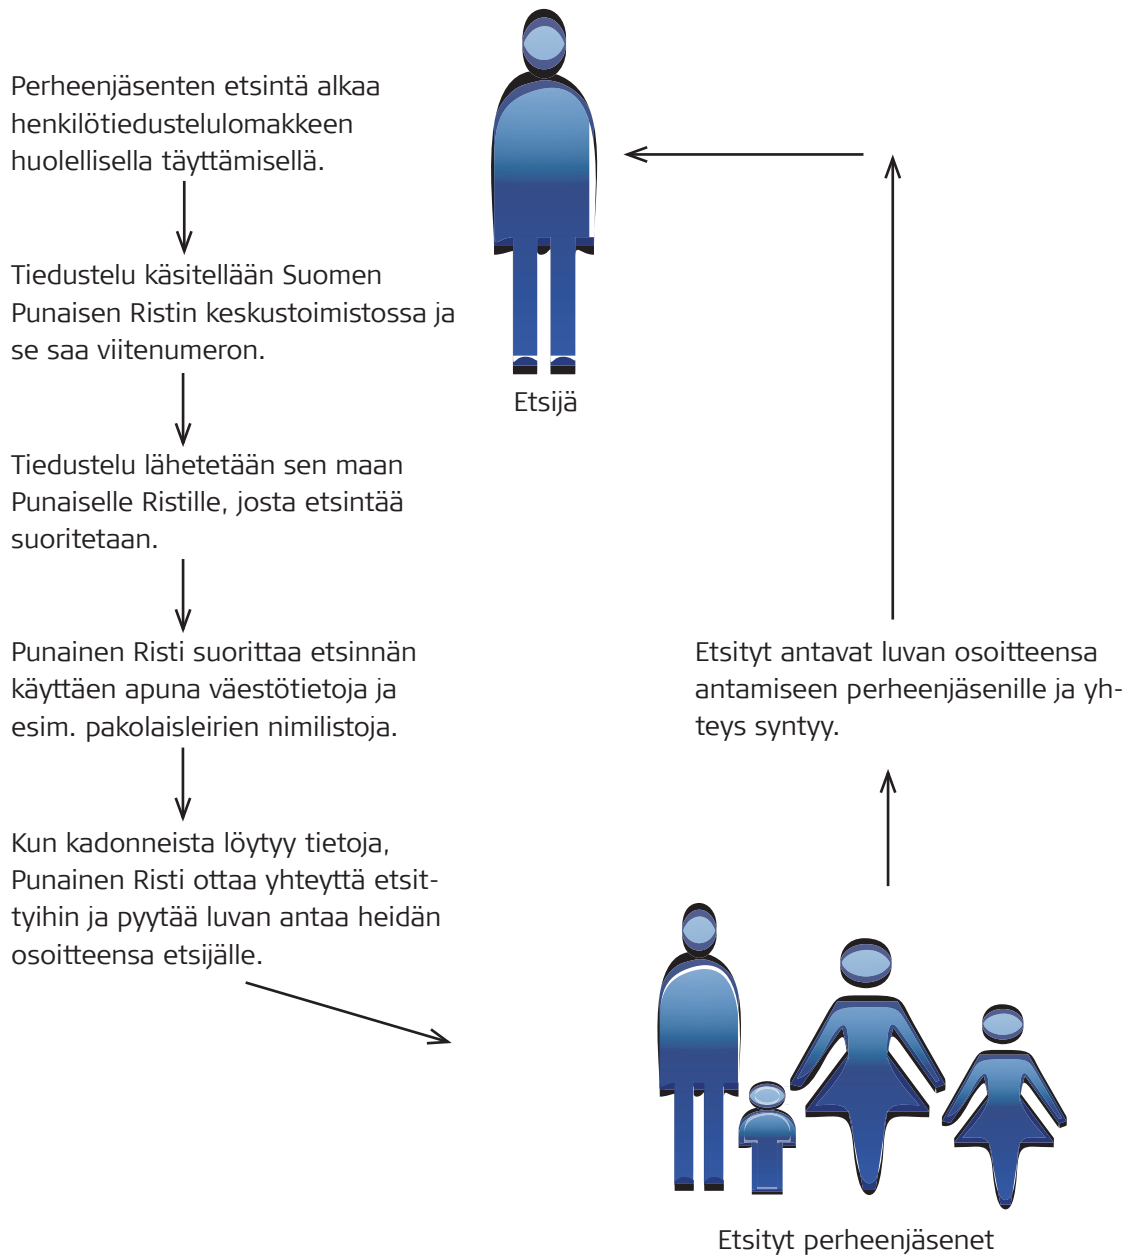 Perheenjäsenten etsintä alkaa
henkilötiedustelulomakkeen
huolellisella täyttämisellä.
Tiedustelu käsitellään Suomen
Punaisen Ristin keskustoimistossa ja
se saa viitenumeron.
Etsijä
Tiedustelu lähetetään sen maan
Punaiselle Ristille, josta etsintää
suoritetaan.
Punainen Risti suorittaa etsinnän
käyttäen apuna väestötietoja ja
esim. pakolaisleirien nimilistoja.
Kun kadonneista löytyy tietoja,
Punainen Risti ottaa yhteyttä etsit-
tyihin ja pyytää luvan antaa heidän
osoitteensa etsijälle.
Etsityt antavat luvan osoitteensa
antamiseen perheenjäsenille ja yh-
teys syntyy.
Etsityt perheenjäsenet